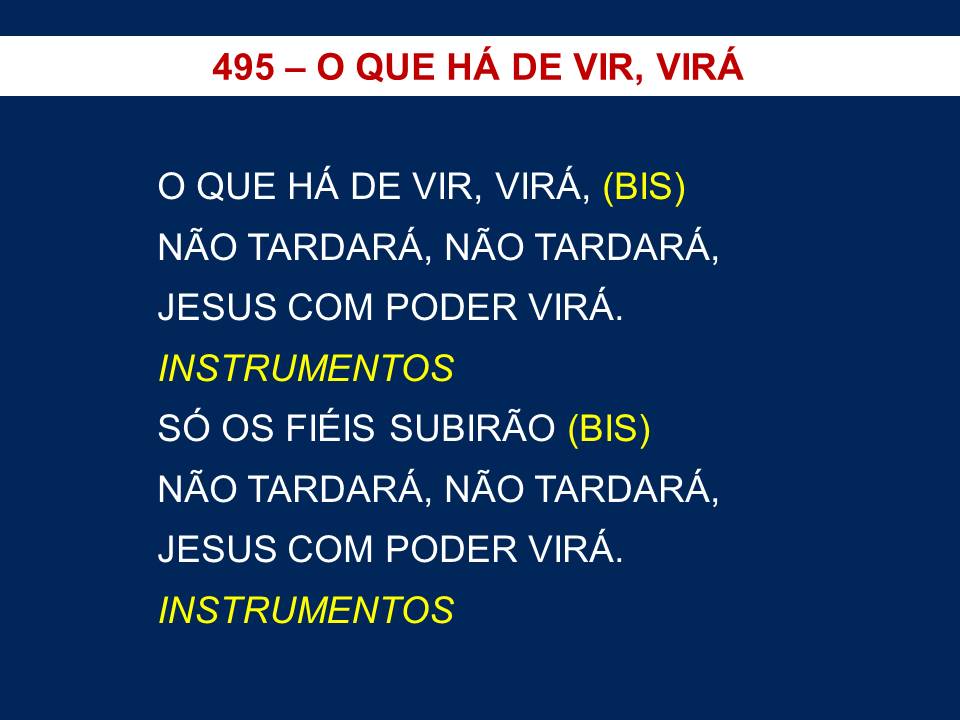 495 – O QUE HÁ DE VIR, VIRÁ
O QUE HÁ DE VIR, VIRÁ, (BIS)
NÃO TARDARÁ, NÃO TARDARÁ,
JESUS COM PODER VIRÁ.
INSTRUMENTOS
SÓ OS FIÉIS SUBIRÃO (BIS)
NÃO TARDARÁ, NÃO TARDARÁ,
JESUS COM PODER VIRÁ.
INSTRUMENTOS